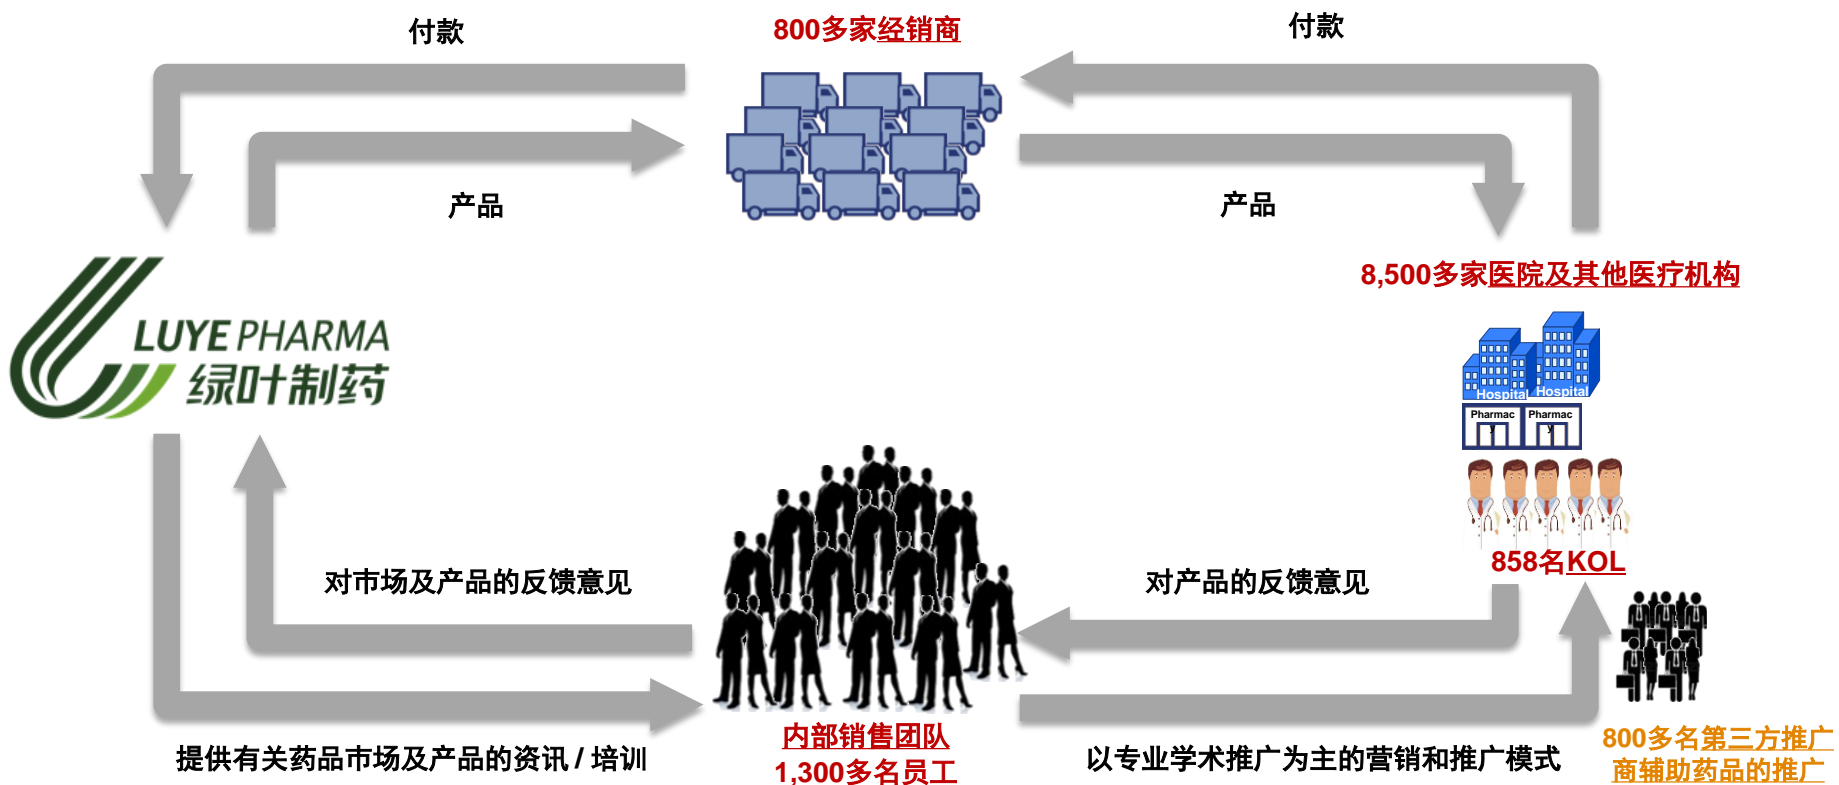 付款
800多家经销商
付款
产品
产品
LUYE PHARMA
绿叶制药
8,500多家医院及其他医疗机构
Hospital
Hospital
Pharmac
y
Pharmac
y
858名KOL
对市场及产品的反馈意见
对产品的反馈意见
内部销售团队
1,300多名员工
提供有关药品市场及产品的资讯 / 培训
以专业学术推广为主的营销和推广模式
800多名第三方推广
商辅助药品的推广